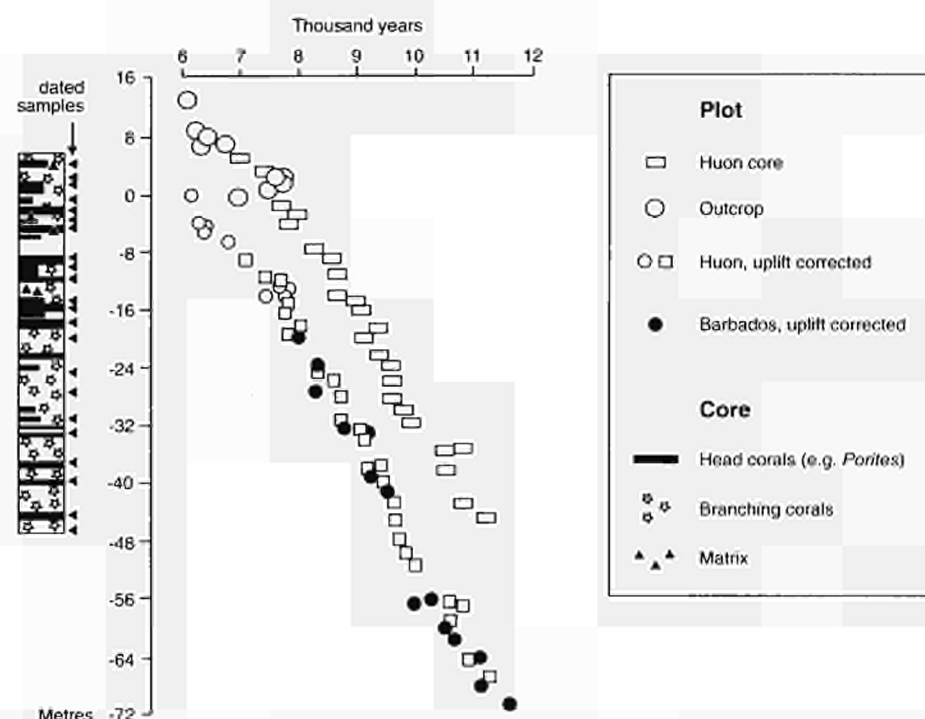 Thousand years
6 7 8 9 10 11 12
dated
samples
16
8
0
-8
-16
-24
-32
-40
-48
-56
-64
-72
Metres
Plot
Huon core
Outcrop
Huon, uplift corrected
Barbados, uplift corrected
Core
Head corals (e.g. Porites)
Branching corals
Matrix